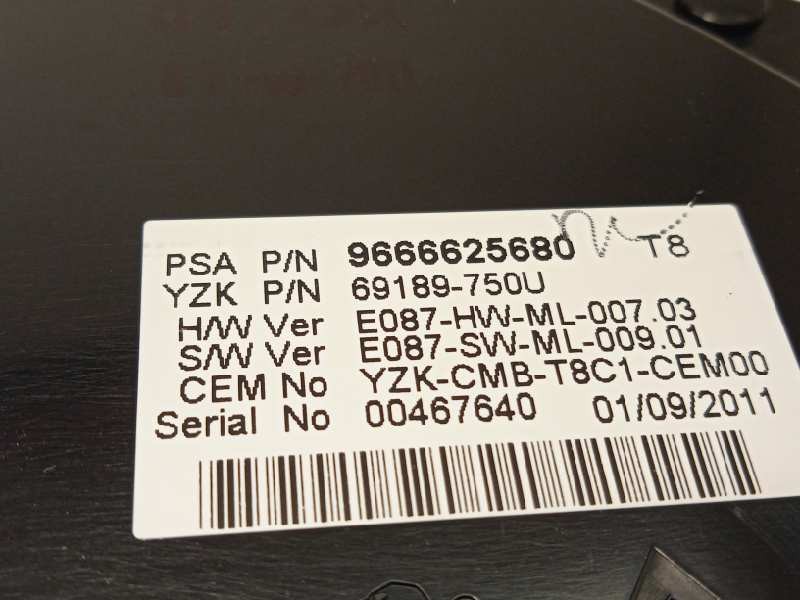 PSA P/N 9666625680 T8
YZK P/N 69189-750U
H/W Ver E087-HW-ML-007.03
S/W Ver E087-SW-ML-009.01
CEM No YZK-CMB-T8C1-CEM00
Serial No 00467640 01/09/2011